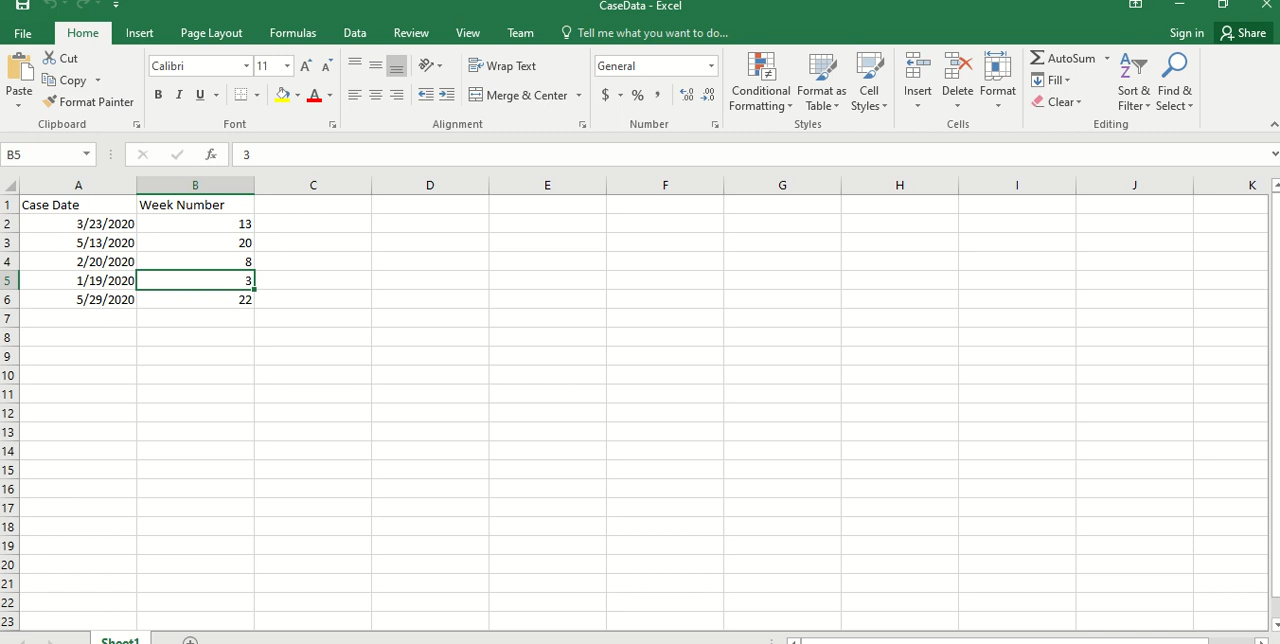 CaseData - Excel
File Home Insert Page Layout Formulas Data Review View Team Tell me what you want to do... Sign in Share
Paste Cut Copy Format Painter Clipboard
Calibri 11 A A B I U A Font
Wrap Text Merge & Center Alignment
General $ % , Number
Conditional Formatting Format as Table Cell Styles Styles
Insert Delete Format Cells
AutoSum Fill Clear Sort & Filter Find & Select Editing
B5 fx 3
A B C D E F G H I J K
1 Case Date Week Number
2 3/23/2020 13
3 5/13/2020 20
4 2/20/2020 8
5 1/19/2020 3
6 5/29/2020 22
7
8
9
10
11
12
13
14
15
16
17
18
19
20
21
22
23
Sheet1